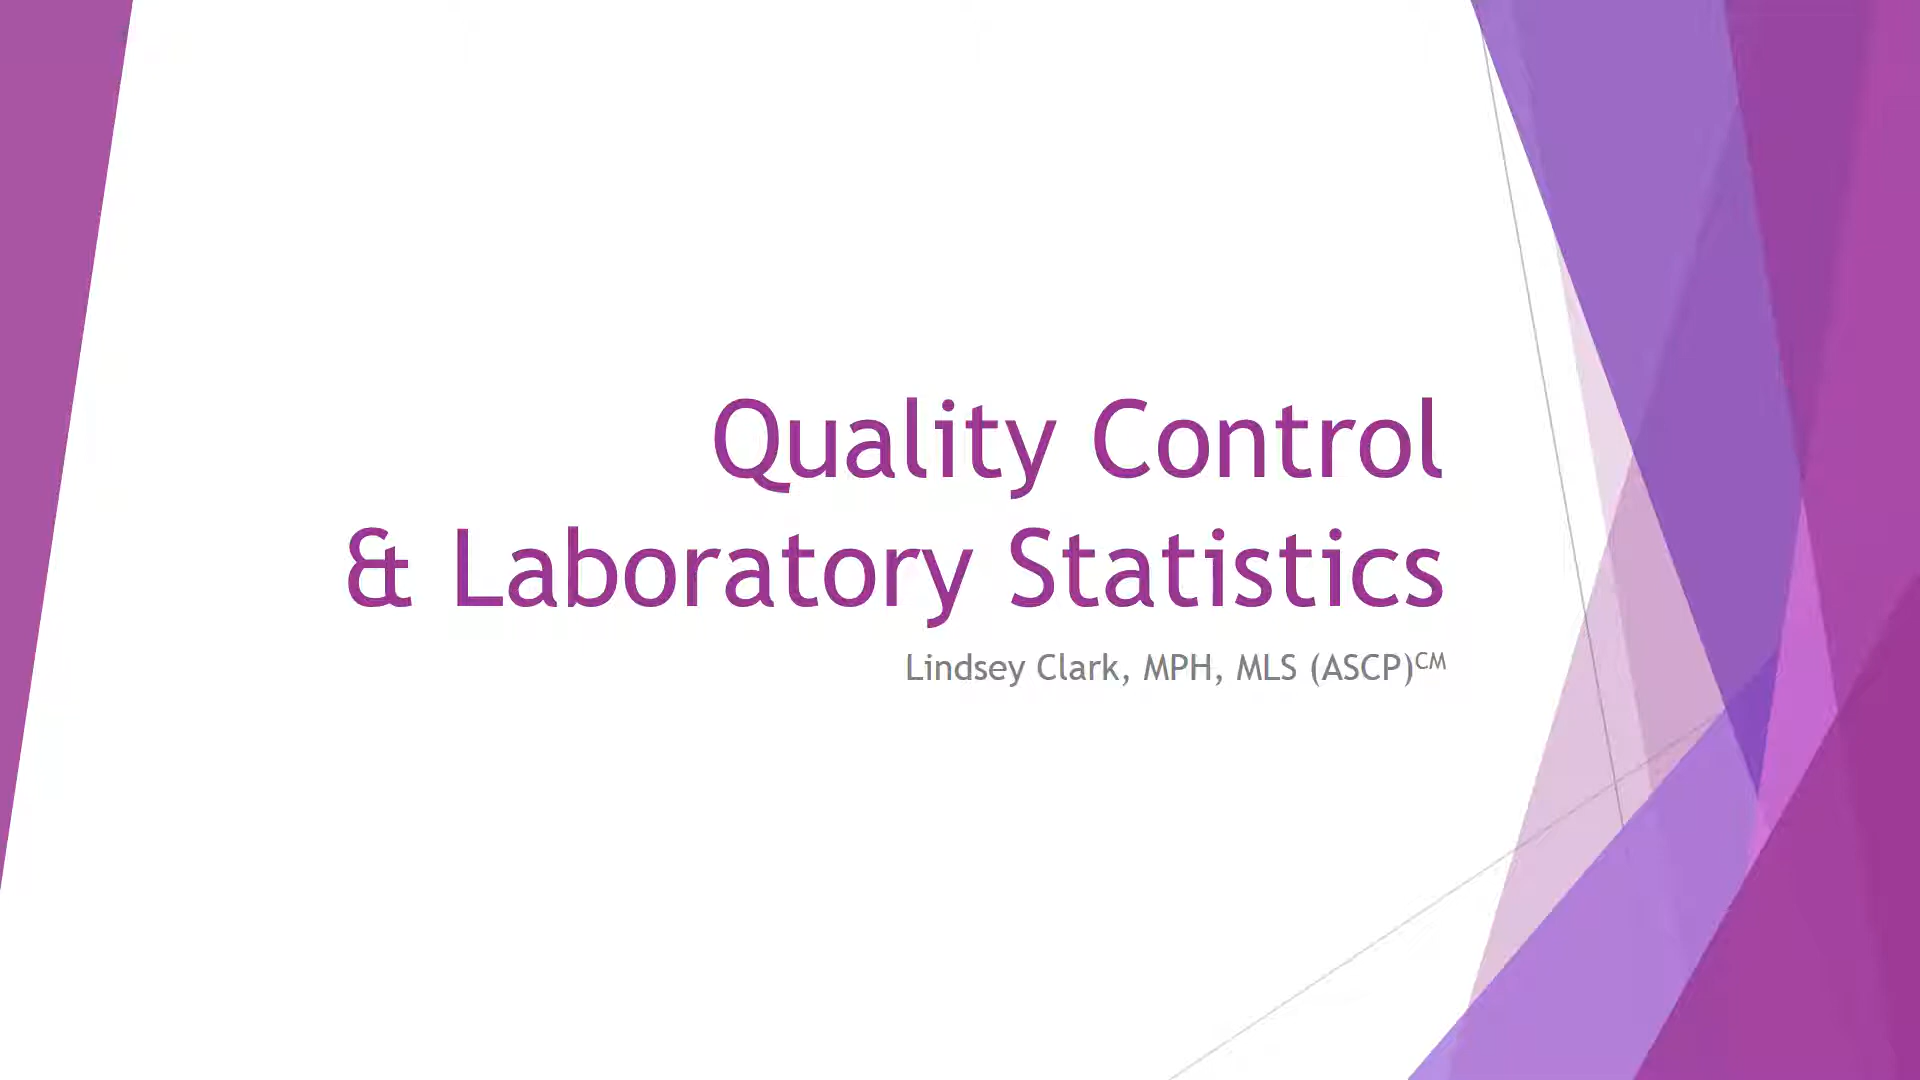 Quality Control
& Laboratory Statistics
Lindsey Clark, MPH, MLS (ASCP)CM